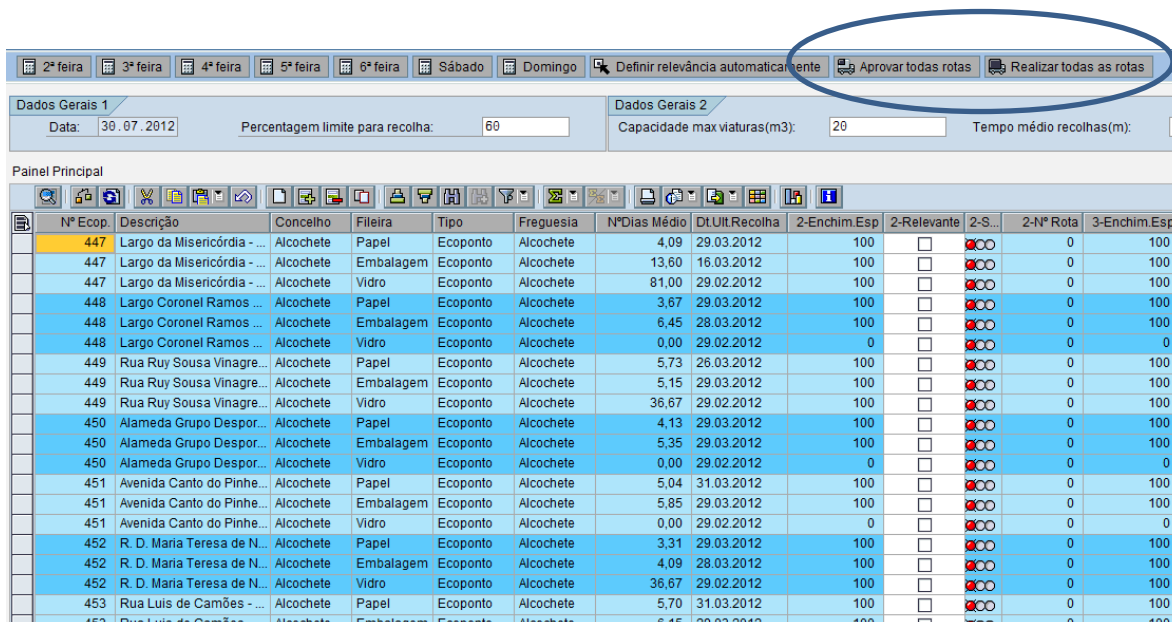 2ª feira 3ª feira 4ª feira 5ª feira 6ª feira Sábado Domingo Definir relevância automaticamente Aprovar todas rotas Realizar todas as rotas
Dados Gerais 1 Dados Gerais 2
Data: 30.07.2012 Percentagem limite para recolha: 60 Capacidade max viaturas(m3): 20 Tempo médio recolhas(m):
Painel Principal
Nº Ecop. Descrição Concelho Fileira Tipo Freguesia NºDias Médio Dt.Ult.Recolha 2-Enchim.Esp 2-Relevante 2-S... 2-Nº Rota 3-Enchim.Esp
447 Largo da Misericórdia - ... Alcochete Papel Ecoponto Alcochete 4,09 29.03.2012 100 0 100
447 Largo da Misericórdia - ... Alcochete Embalagem Ecoponto Alcochete 13,60 16.03.2012 100 0 100
447 Largo da Misericórdia - ... Alcochete Vidro Ecoponto Alcochete 81,00 29.02.2012 100 0 100
448 Largo Coronel Ramos ... Alcochete Papel Ecoponto Alcochete 3,67 29.03.2012 100 0 100
448 Largo Coronel Ramos ... Alcochete Embalagem Ecoponto Alcochete 6,45 28.03.2012 100 0 100
448 Largo Coronel Ramos ... Alcochete Vidro Ecoponto Alcochete 0,00 29.02.2012 0 0 0
449 Rua Ruy Sousa Vinagre... Alcochete Papel Ecoponto Alcochete 5,73 26.03.2012 100 0 100
449 Rua Ruy Sousa Vinagre... Alcochete Embalagem Ecoponto Alcochete 5,15 29.03.2012 100 0 100
449 Rua Ruy Sousa Vinagre... Alcochete Vidro Ecoponto Alcochete 36,67 29.02.2012 100 0 100
450 Alameda Grupo Despor... Alcochete Papel Ecoponto Alcochete 4,13 29.03.2012 100 0 100
450 Alameda Grupo Despor... Alcochete Embalagem Ecoponto Alcochete 5,35 29.03.2012 100 0 100
450 Alameda Grupo Despor... Alcochete Vidro Ecoponto Alcochete 0,00 29.02.2012 0 0 0
451 Avenida Canto do Pinhe... Alcochete Papel Ecoponto Alcochete 5,04 31.03.2012 100 0 100
451 Avenida Canto do Pinhe... Alcochete Embalagem Ecoponto Alcochete 5,85 29.03.2012 100 0 100
451 Avenida Canto do Pinhe... Alcochete Vidro Ecoponto Alcochete 0,00 29.02.2012 0 0 0
452 R. D. Maria Teresa de N... Alcochete Papel Ecoponto Alcochete 3,31 29.03.2012 100 0 100
452 R. D. Maria Teresa de N... Alcochete Embalagem Ecoponto Alcochete 4,09 28.03.2012 100 0 100
452 R. D. Maria Teresa de N... Alcochete Vidro Ecoponto Alcochete 36,67 29.02.2012 100 0 100
453 Rua Luis de Camões - ... Alcochete Papel Ecoponto Alcochete 5,70 31.03.2012 100 0 100